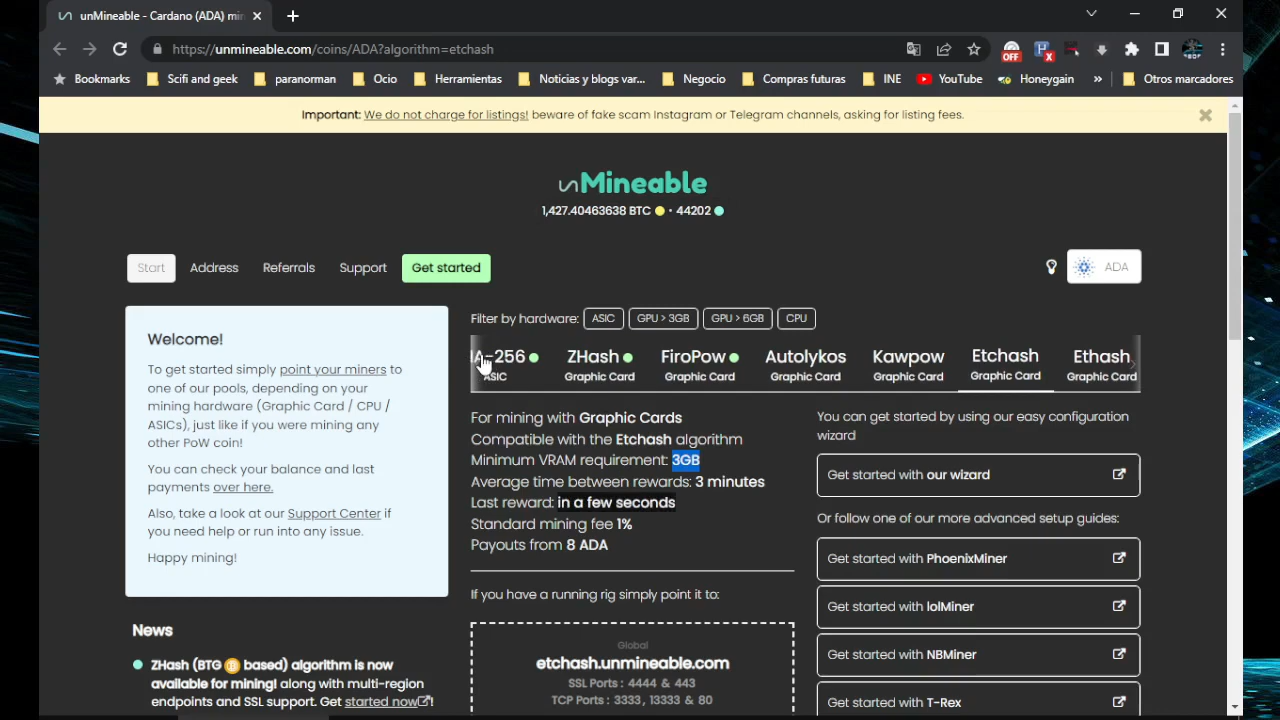 unMineable - Cardano (ADA) min
https://unmineable.com/coins/ADA?algorithm=etchash
OFF
Bookmarks
Scifi and geek
paranorman
Ocio
Herramientas
Noticias y blogs var...
Negocio
Compras futuras
INE
YouTube
Honeygain
»
Otros marcadores
Important: We do not charge for listings! beware of fake scam Instagram or Telegram channels, asking for listing fees.
unMineable
1,427.40463638 BTC • 44202
Start
Address
Referrals
Support
Get started
ADA
Welcome!
To get started simply point your miners to
one of our pools, depending on your
mining hardware (Graphic Card / CPU /
ASICs), just like if you were mining any
other PoW coin!
You can check your balance and last
payments over here.
Also, take a look at our Support Center if
you need help or run into any issue.
Happy mining!
News
ZHash (BTG based) algorithm is now
available for mining! along with multi-region
endpoints and SSL support. Get started now!
Filter by hardware:
ASIC
GPU > 3GB
GPU > 6GB
CPU
HA-256
ASIC
ZHash
Graphic Card
FiroPow
Graphic Card
Autolykos
Graphic Card
Kawpow
Graphic Card
Etchash
Graphic Card
Ethash
Graphic Card
For mining with Graphic Cards
Compatible with the Etchash algorithm
Minimum VRAM requirement: 3GB
Average time between rewards: 3 minutes
Last reward: in a few seconds
Standard mining fee 1%
Payouts from 8 ADA
If you have a running rig simply point it to:
Global
etchash.unmineable.com
SSL Ports : 4444 & 443
TCP Ports : 3333, 13333 & 80
You can get started by using our easy configuration
wizard
Get started with our wizard
Or follow one of our more advanced setup guides:
Get started with PhoenixMiner
Get started with lolMiner
Get started with NBMiner
Get started with T-Rex